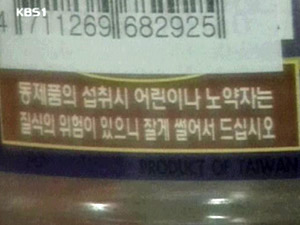 KBS1
4 711269 682925
동제품의 섭취시 어린이나 노약자는
질식의 위험이 있으니 잘게 썰어서 드십시오
PRODUCT OF TAIWAN